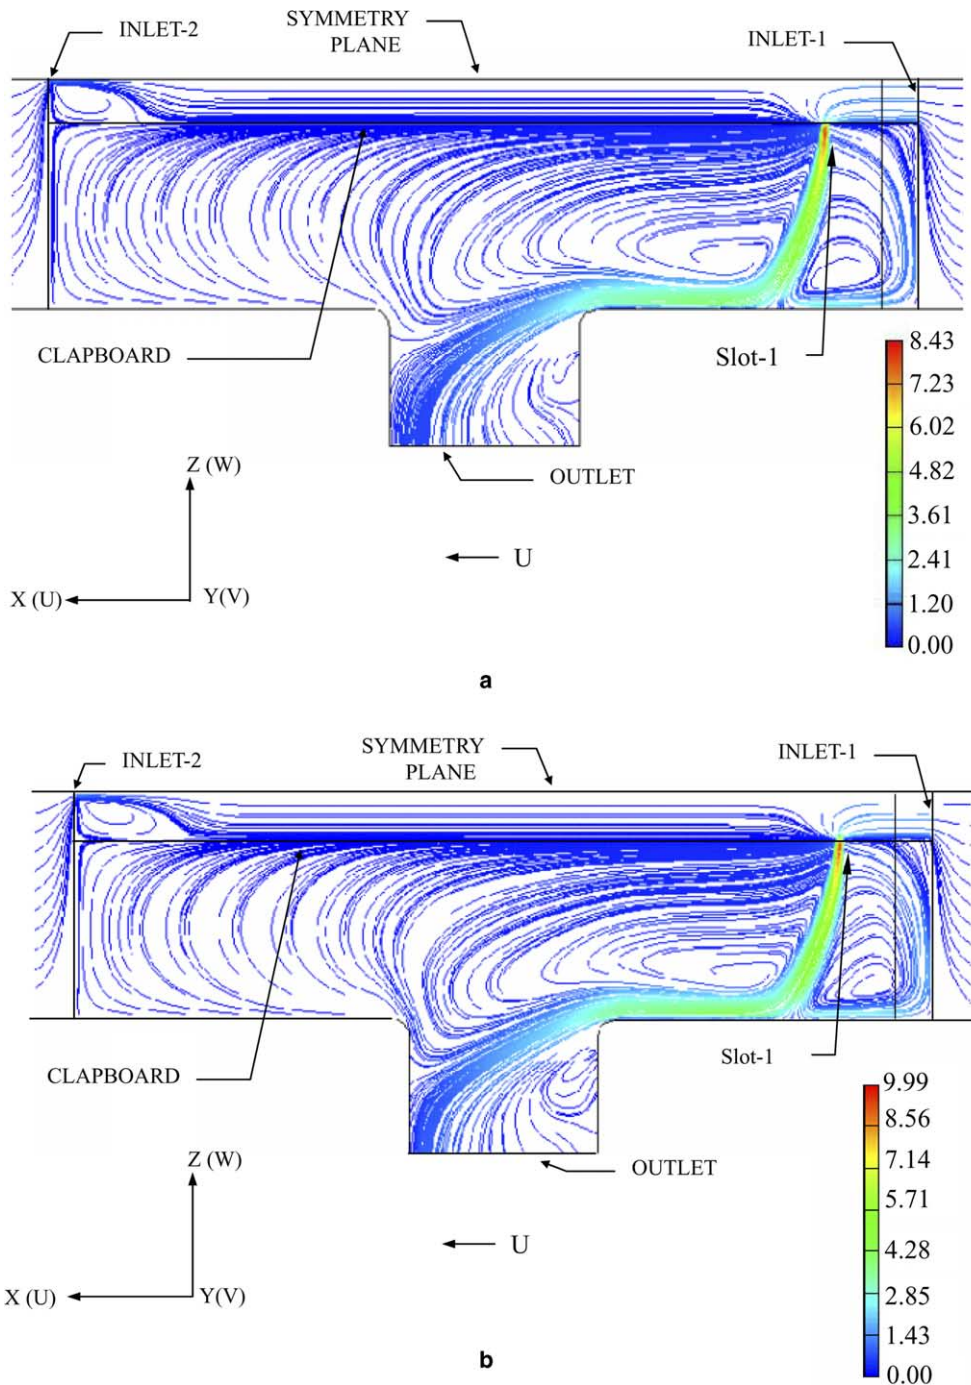 INLET-2
SYMMETRY
PLANE
INLET-1
CLAPBOARD
Slot-1
OUTLET
8.43
7.23
6.02
4.82
3.61
2.41
1.20
0.00
Z (W)
X (U)
Y(V)
U
a
INLET-2
SYMMETRY
PLANE
INLET-1
CLAPBOARD
Slot-1
OUTLET
9.99
8.56
7.14
5.71
4.28
2.85
1.43
0.00
Z (W)
X (U)
Y(V)
U
b